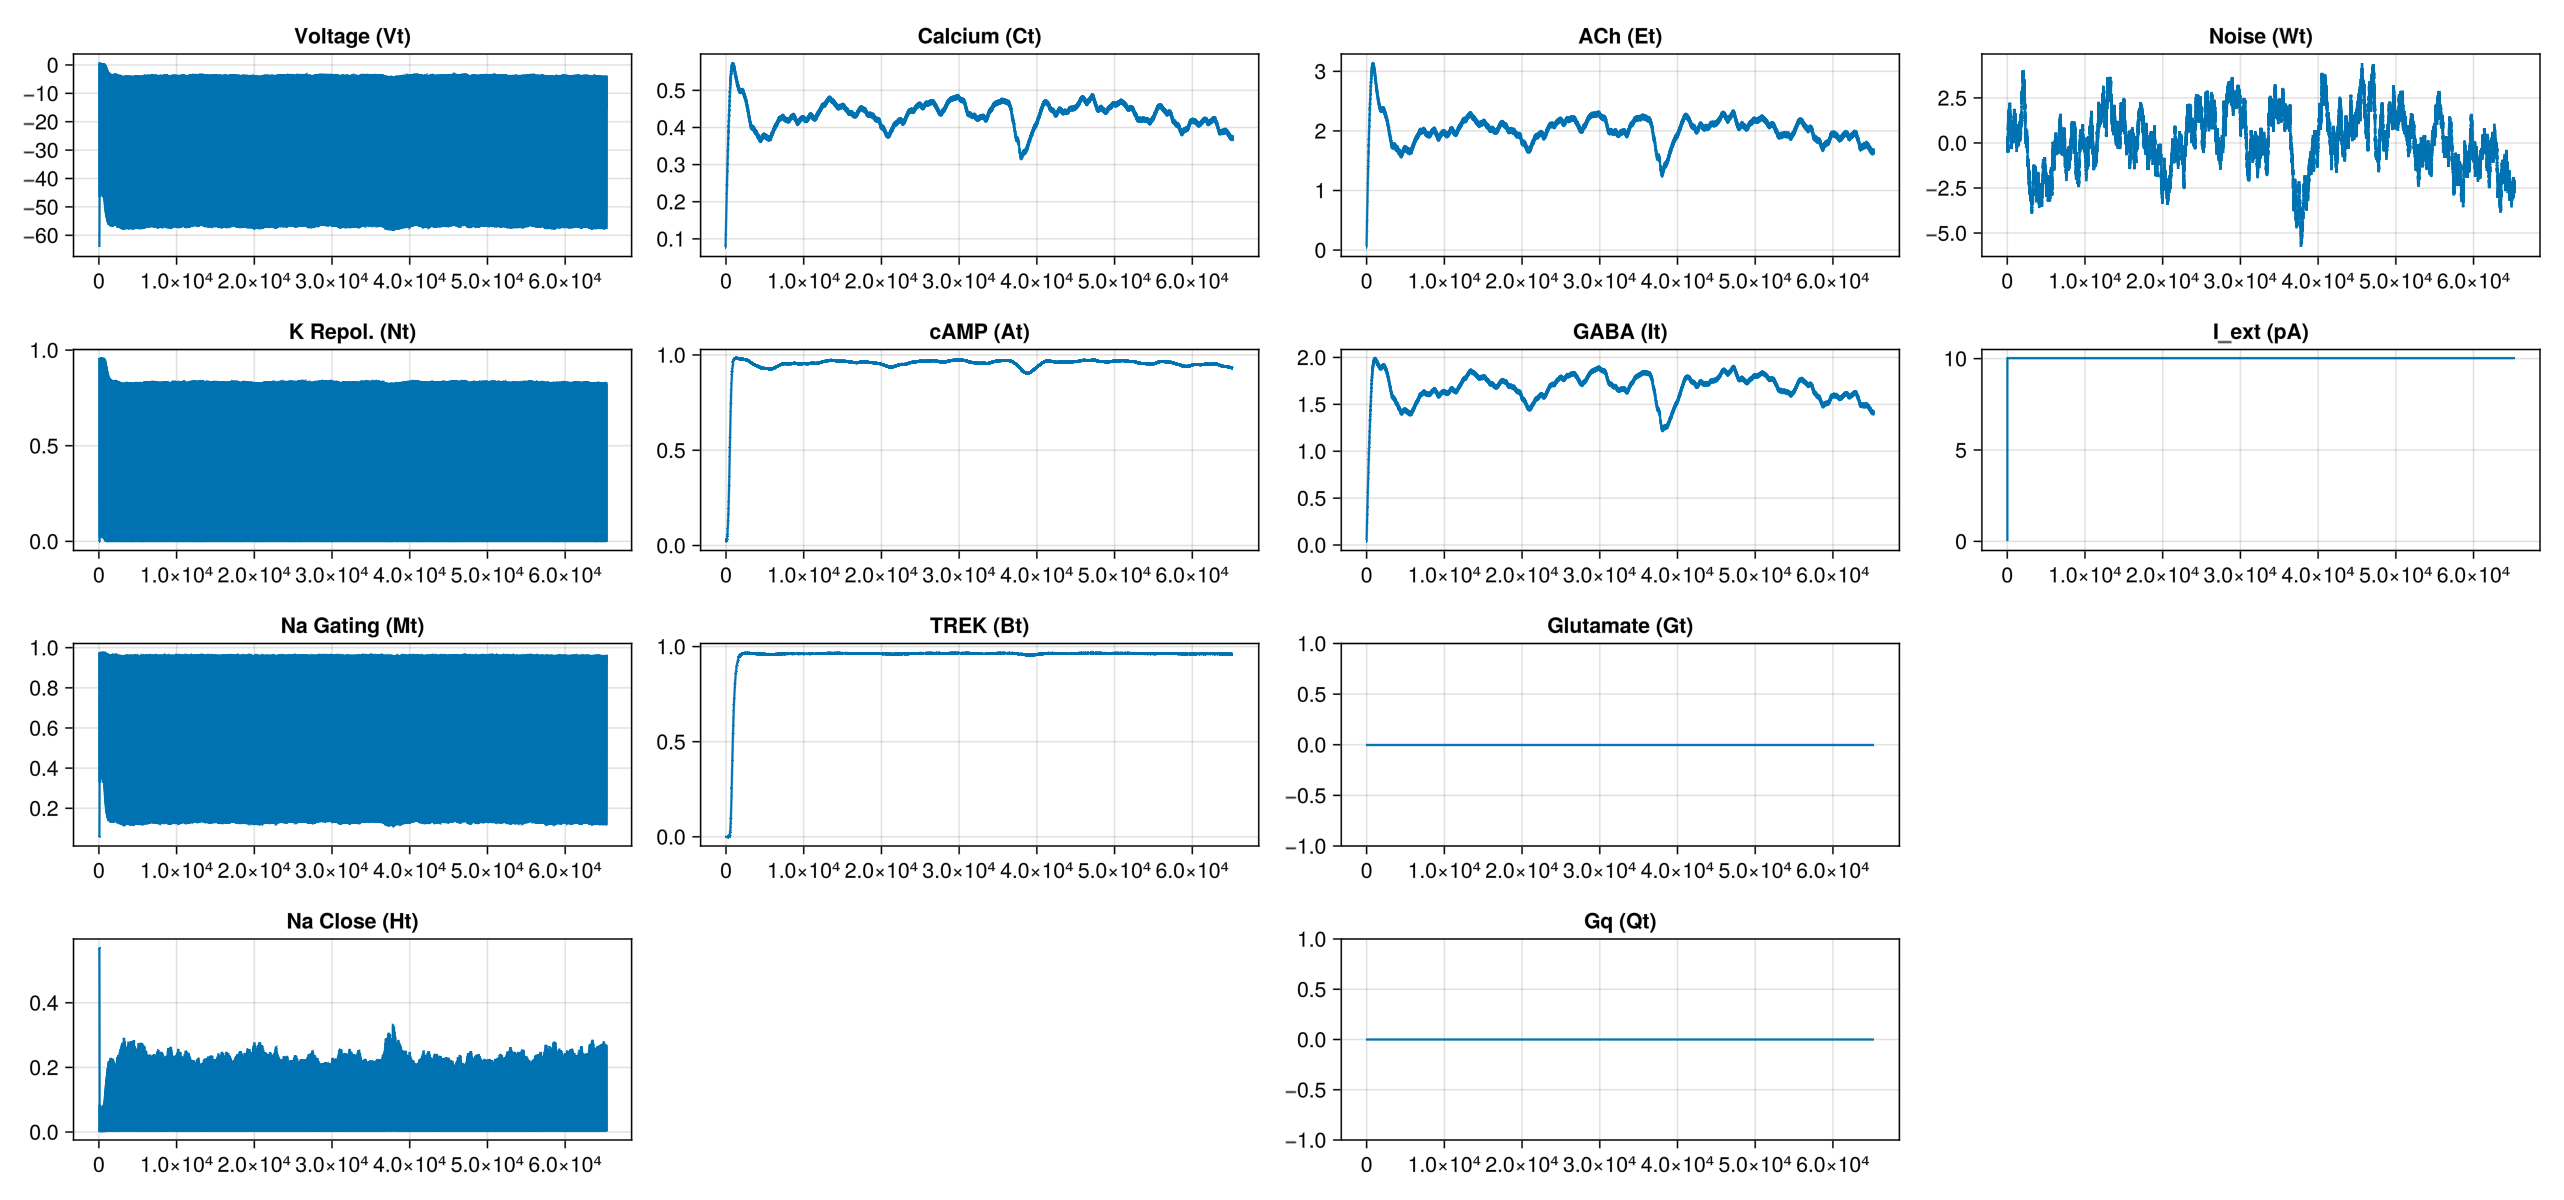 Voltage (Vt)
0
−10
−20
−30
−40
−50
−60
0 1.0×10⁴ 2.0×10⁴ 3.0×10⁴ 4.0×10⁴ 5.0×10⁴ 6.0×10⁴
Calcium (Ct)
0.5
0.4
0.3
0.2
0.1
0 1.0×10⁴ 2.0×10⁴ 3.0×10⁴ 4.0×10⁴ 5.0×10⁴ 6.0×10⁴
ACh (Et)
3
2
1
0
0 1.0×10⁴ 2.0×10⁴ 3.0×10⁴ 4.0×10⁴ 5.0×10⁴ 6.0×10⁴
Noise (Wt)
2.5
0.0
−2.5
−5.0
0 1.0×10⁴ 2.0×10⁴ 3.0×10⁴ 4.0×10⁴ 5.0×10⁴ 6.0×10⁴
K Repol. (Nt)
1.0
0.5
0.0
0 1.0×10⁴ 2.0×10⁴ 3.0×10⁴ 4.0×10⁴ 5.0×10⁴ 6.0×10⁴
cAMP (At)
1.0
0.5
0.0
0 1.0×10⁴ 2.0×10⁴ 3.0×10⁴ 4.0×10⁴ 5.0×10⁴ 6.0×10⁴
GABA (It)
2.0
1.5
1.0
0.5
0.0
0 1.0×10⁴ 2.0×10⁴ 3.0×10⁴ 4.0×10⁴ 5.0×10⁴ 6.0×10⁴
I_ext (pA)
10
5
0
0 1.0×10⁴ 2.0×10⁴ 3.0×10⁴ 4.0×10⁴ 5.0×10⁴ 6.0×10⁴
Na Gating (Mt)
1.0
0.8
0.6
0.4
0.2
0 1.0×10⁴ 2.0×10⁴ 3.0×10⁴ 4.0×10⁴ 5.0×10⁴ 6.0×10⁴
TREK (Bt)
1.0
0.5
0.0
0 1.0×10⁴ 2.0×10⁴ 3.0×10⁴ 4.0×10⁴ 5.0×10⁴ 6.0×10⁴
Glutamate (Gt)
1.0
0.5
0.0
−0.5
−1.0
0 1.0×10⁴ 2.0×10⁴ 3.0×10⁴ 4.0×10⁴ 5.0×10⁴ 6.0×10⁴
Na Close (Ht)
0.4
0.2
0.0
0 1.0×10⁴ 2.0×10⁴ 3.0×10⁴ 4.0×10⁴ 5.0×10⁴ 6.0×10⁴
Gq (Qt)
1.0
0.5
0.0
−0.5
−1.0
0 1.0×10⁴ 2.0×10⁴ 3.0×10⁴ 4.0×10⁴ 5.0×10⁴ 6.0×10⁴